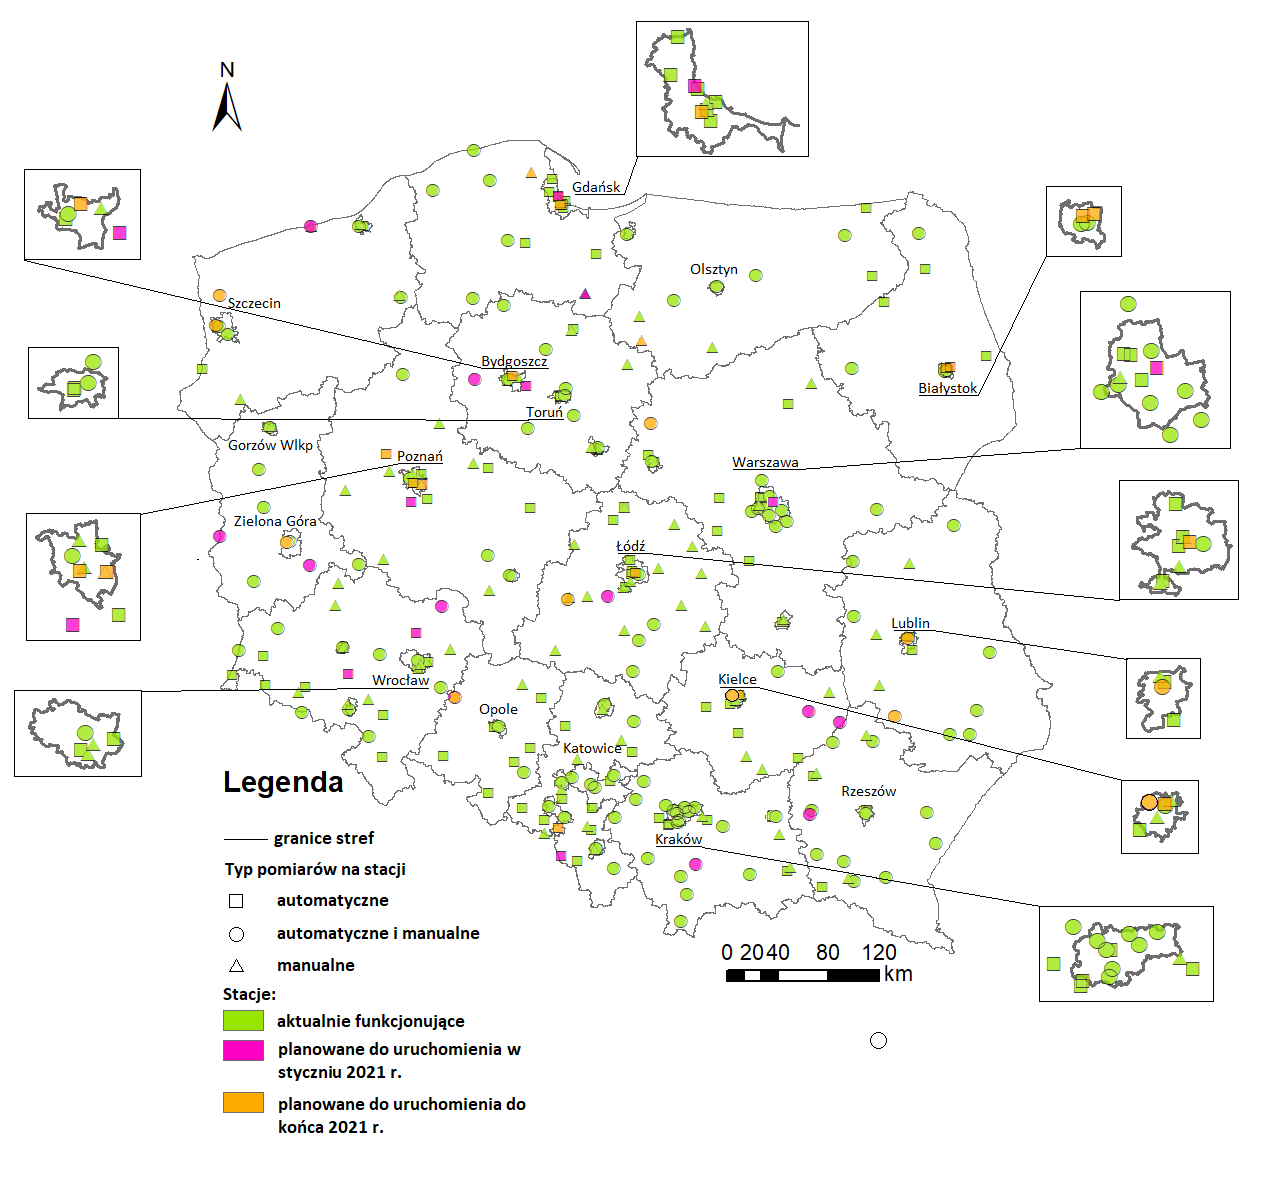 N
Gdańsk
Olsztyn
Szczecin
Bydgoszcz
Białystok
Toruń
Gorzów Wlkp
Poznań
Warszawa
Zielona Góra
Łódź
Lublin
Wrocław
Kielce
Opole
Katowice
Rzeszów
Kraków
Legenda
granice stref
Typ pomiarów na stacji
automatyczne
automatyczne i manualne
manualne
Stacje:
aktualnie funkcjonujące
planowane do uruchomienia w
styczniu 2021 r.
planowane do uruchomienia do
końca 2021 r.
0 20 40 80 120
km